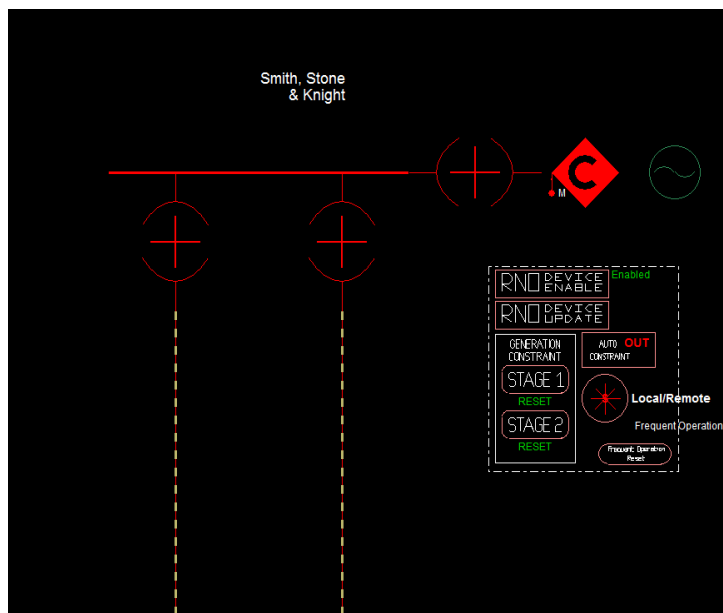 Smith, Stone
& Knight
C
M
RNO DEVICE ENABLE
Enabled
RNO DEVICE UPDATE
GENERATION
CONSTRAINT
AUTO OUT
CONSTRAINT
STAGE 1
RESET
Local/Remote
STAGE 2
RESET
Frequent Operation
Frequent Operation
Reset